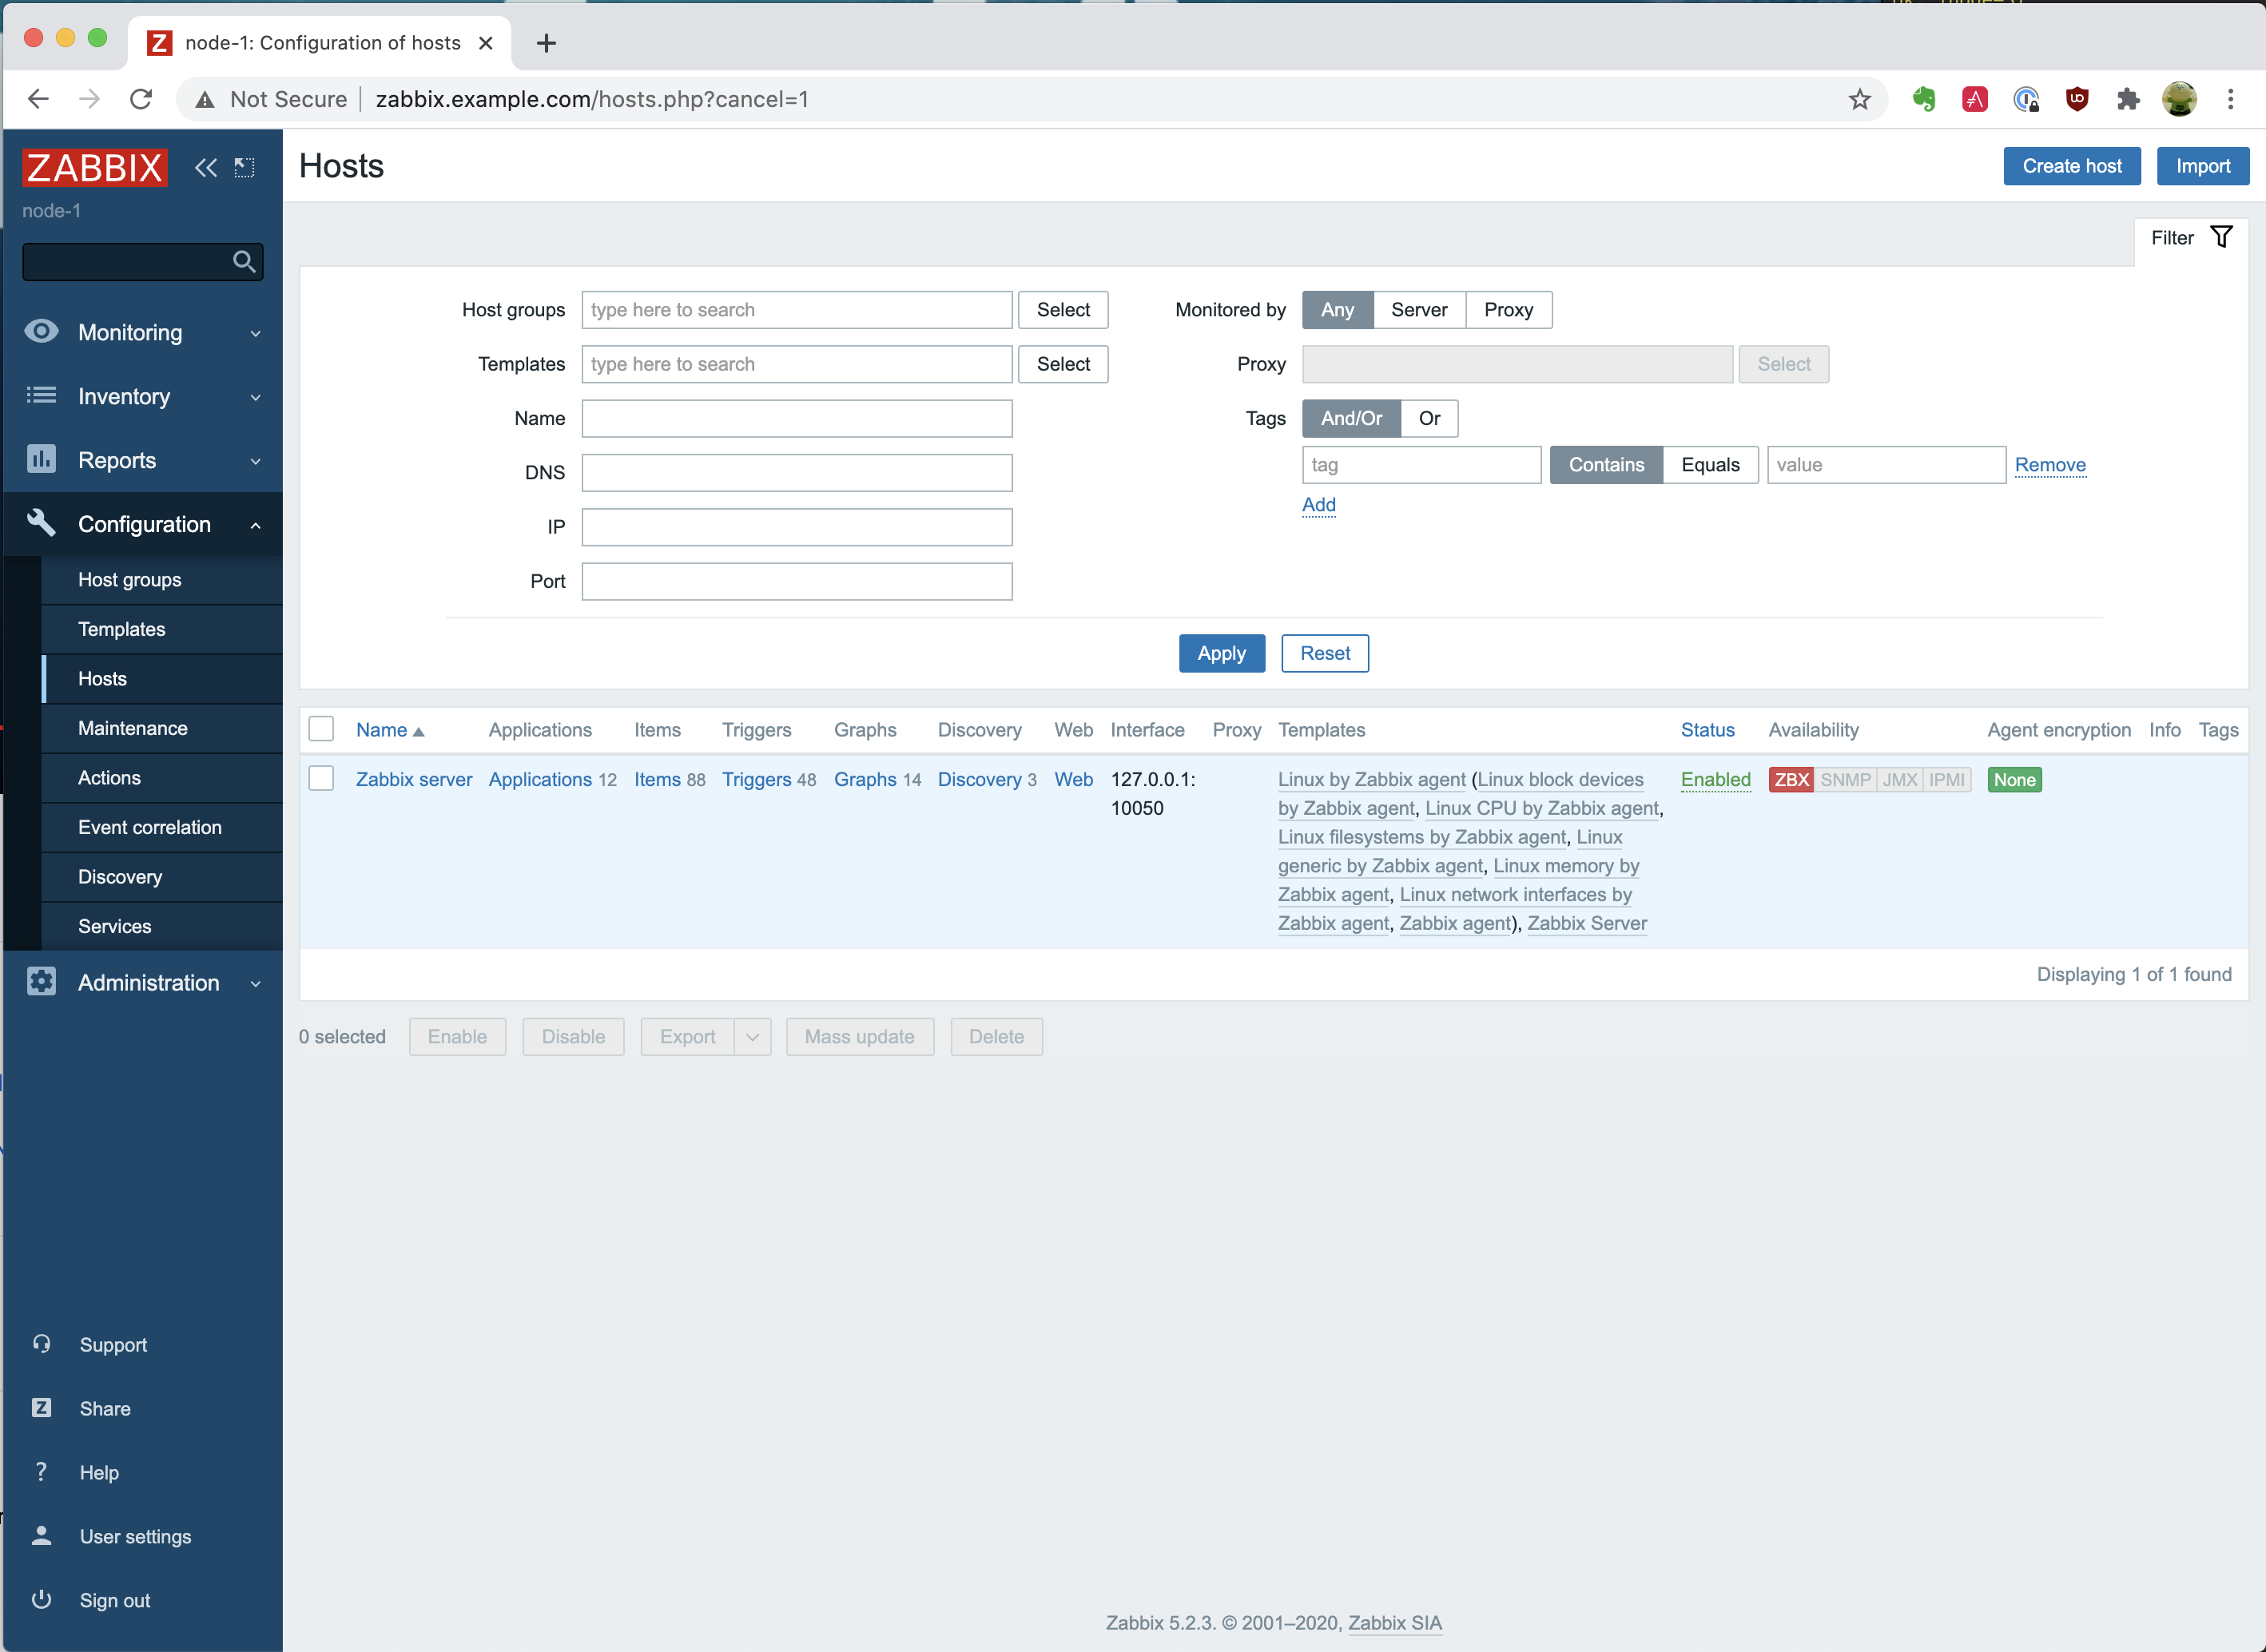 node-1: Configuration of hosts
Not Secure zabbix.example.com/hosts.php?cancel=1
ZABBIX
node-1
Monitoring
Inventory
Reports
Configuration
Host groups
Templates
Hosts
Maintenance
Actions
Event correlation
Discovery
Services
Administration
Support
Share
Help
User settings
Sign out
Hosts Create host Import
Filter
Host groups type here to search Select
Templates type here to search Select
Name
DNS
IP
Port
Monitored by Any Server Proxy
Proxy Select
Tags And/Or Or
tag Contains Equals value Remove
Add
Apply Reset
Name Applications Items Triggers Graphs Discovery Web Interface Proxy Templates Status Availability Agent encryption Info Tags
Zabbix server Applications 12 Items 88 Triggers 48 Graphs 14 Discovery 3 Web 127.0.0.1: Linux by Zabbix agent (Linux block devices Enabled ZBX SNMP JMX IPMI None
10050 by Zabbix agent, Linux CPU by Zabbix agent,
Linux filesystems by Zabbix agent, Linux
generic by Zabbix agent, Linux memory by
Zabbix agent, Linux network interfaces by
Zabbix agent, Zabbix agent), Zabbix Server
Displaying 1 of 1 found
0 selected Enable Disable Export Mass update Delete
Zabbix 5.2.3. © 2001–2020, Zabbix SIA